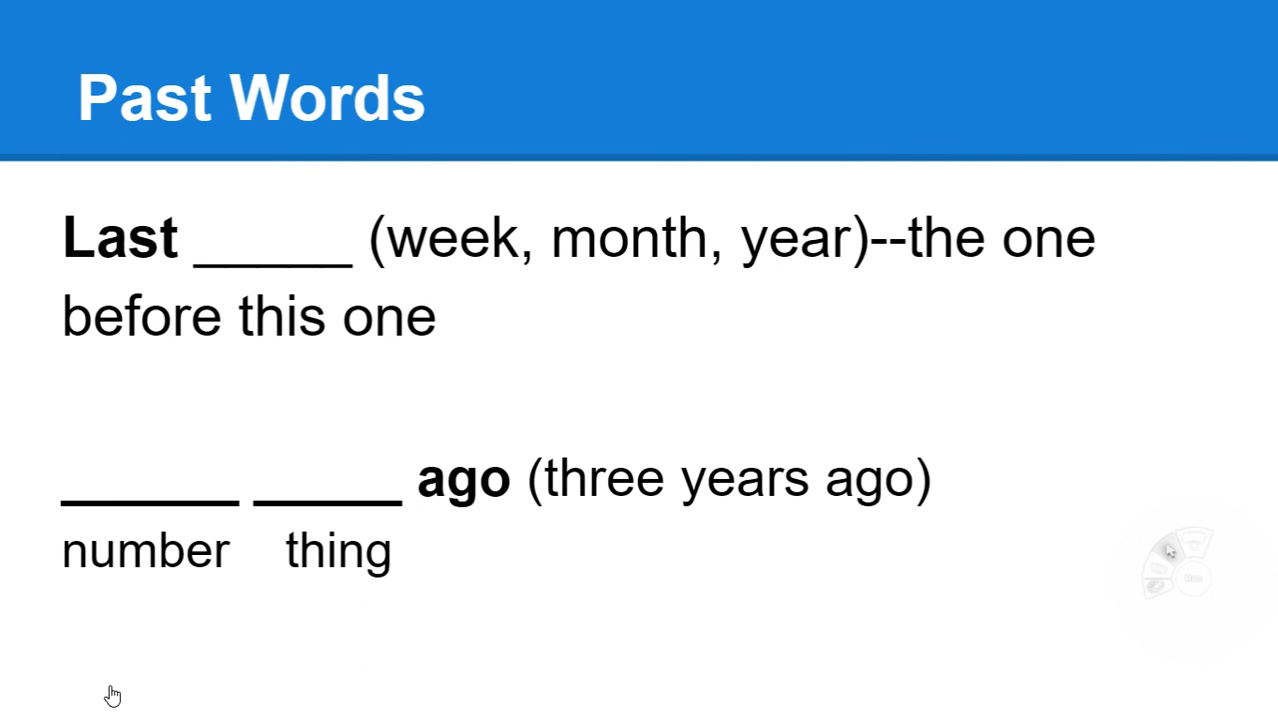 Past Words
Last _____ (week, month, year)--the one
before this one
______ _____ ago (three years ago)
number thing